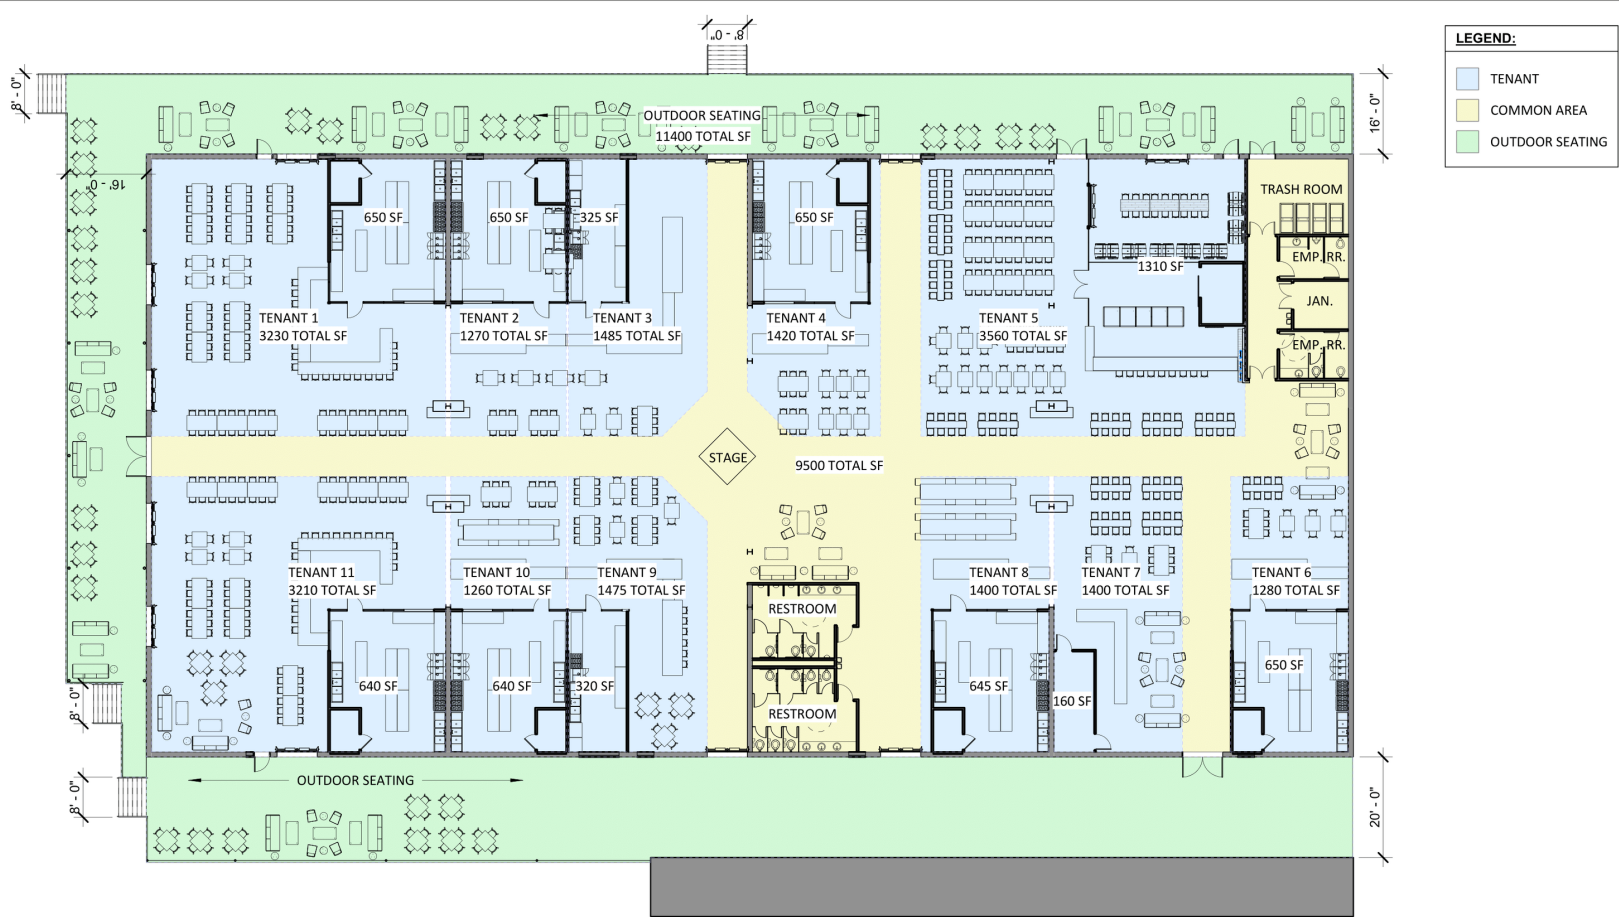 8' - 0"
LEGEND:
TENANT
COMMON AREA
OUTDOOR SEATING
8' - 0"
16' - 0"
OUTDOOR SEATING
11400 TOTAL SF
16' - 0"
TRASH ROOM
650 SF
650 SF
325 SF
650 SF
EMP. RR.
1310 SF
JAN.
TENANT 1
3230 TOTAL SF
TENANT 2
1270 TOTAL SF
TENANT 3
1485 TOTAL SF
TENANT 4
1420 TOTAL SF
TENANT 5
3560 TOTAL SF
EMP. RR.
STAGE
9500 TOTAL SF
TENANT 11
3210 TOTAL SF
TENANT 10
1260 TOTAL SF
TENANT 9
1475 TOTAL SF
TENANT 8
1400 TOTAL SF
TENANT 7
1400 TOTAL SF
TENANT 6
1280 TOTAL SF
RESTROOM
650 SF
640 SF
640 SF
320 SF
645 SF
160 SF
8' - 0"
RESTROOM
OUTDOOR SEATING
8' - 0"
20' - 0"